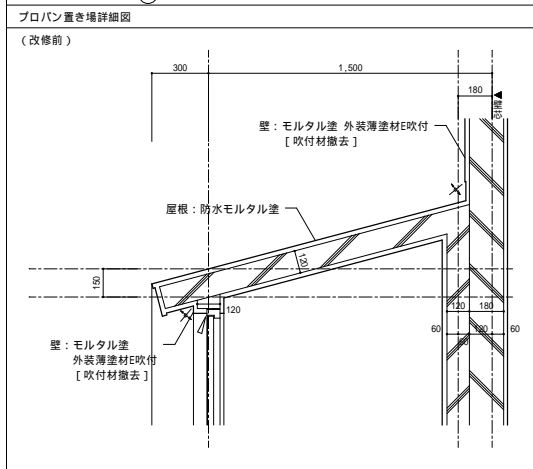 プロパン置き場詳細図
（改修前）
300
1,500
180
壁芯
壁：モルタル塗 外装薄塗材E吹付
［吹付材撤去］
屋根：防水モルタル塗
120
150
120
120 180
60 120 60
60
壁：モルタル塗
外装薄塗材E吹付
［吹付材撤去］